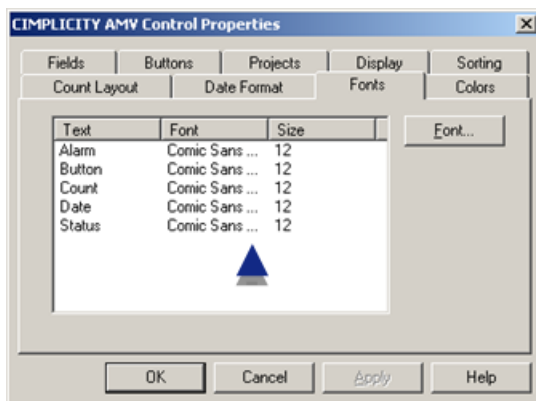 CIMPLICITY AMV Control Properties
Fields Buttons Projects Display Sorting
Count Layout Date Format Fonts Colors
Text Font Size
Font...
Alarm Comic Sans ... 12
Button Comic Sans ... 12
Count Comic Sans ... 12
Date Comic Sans ... 12
Status Comic Sans ... 12
OK Cancel Apply Help